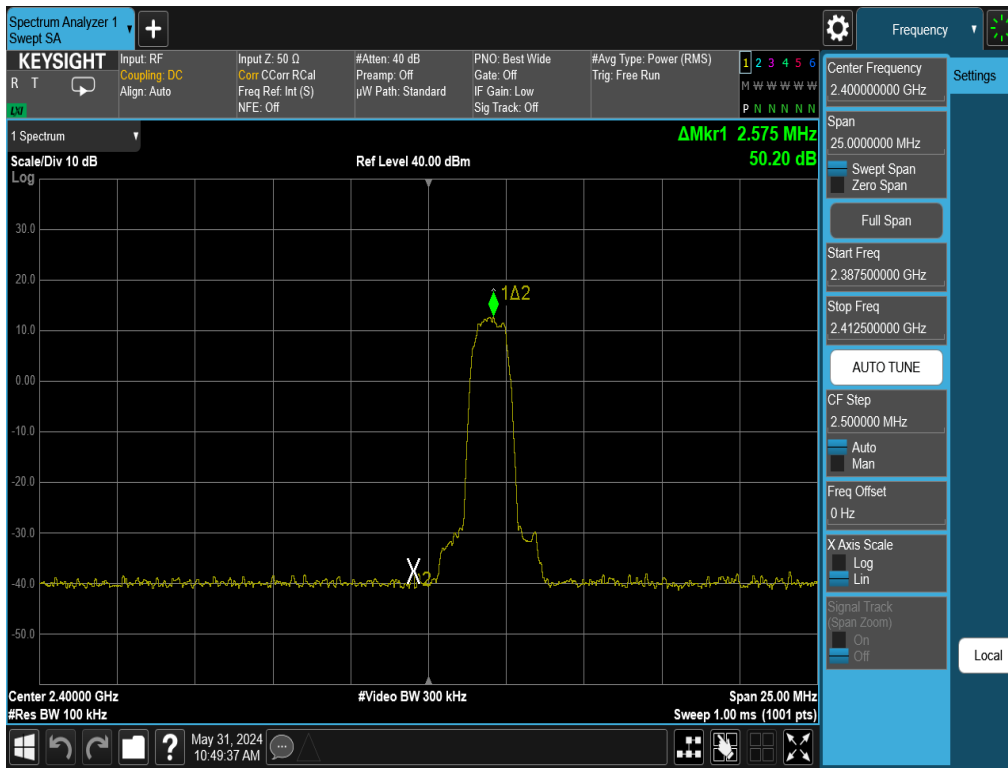 Spectrum Analyzer 1
Swept SA
Frequency
KEYSIGHT
R T
LXI
Input: RF
Coupling: DC
Align: Auto
Input Z: 50 Ω
Corr CCorr RCal
Freq Ref: Int (S)
NFE: Off
#Atten: 40 dB
Preamp: Off
µW Path: Standard
PNO: Best Wide
Gate: Off
IF Gain: Low
Sig Track: Off
#Avg Type: Power (RMS)
Trig: Free Run
1 2 3 4 5 6
M W W W W W
P N N N N N
1 Spectrum
ΔMkr1 2.575 MHz
50.20 dB
Scale/Div 10 dB
Ref Level 40.00 dBm
Log
30.0
20.0
10.0
0.00
-10.0
-20.0
-30.0
-40.0
-50.0
1Δ2
X2
Center 2.40000 GHz
#Video BW 300 kHz
Span 25.00 MHz
#Res BW 100 kHz
Sweep 1.00 ms (1001 pts)
May 31, 2024
10:49:37 AM
Center Frequency
2.400000000 GHz
Span
25.0000000 MHz
Swept Span
Zero Span
Full Span
Start Freq
2.387500000 GHz
Stop Freq
2.412500000 GHz
AUTO TUNE
CF Step
2.500000 MHz
Auto
Man
Freq Offset
0 Hz
X Axis Scale
Log
Lin
Signal Track
(Span Zoom)
On
Off
Settings
Local